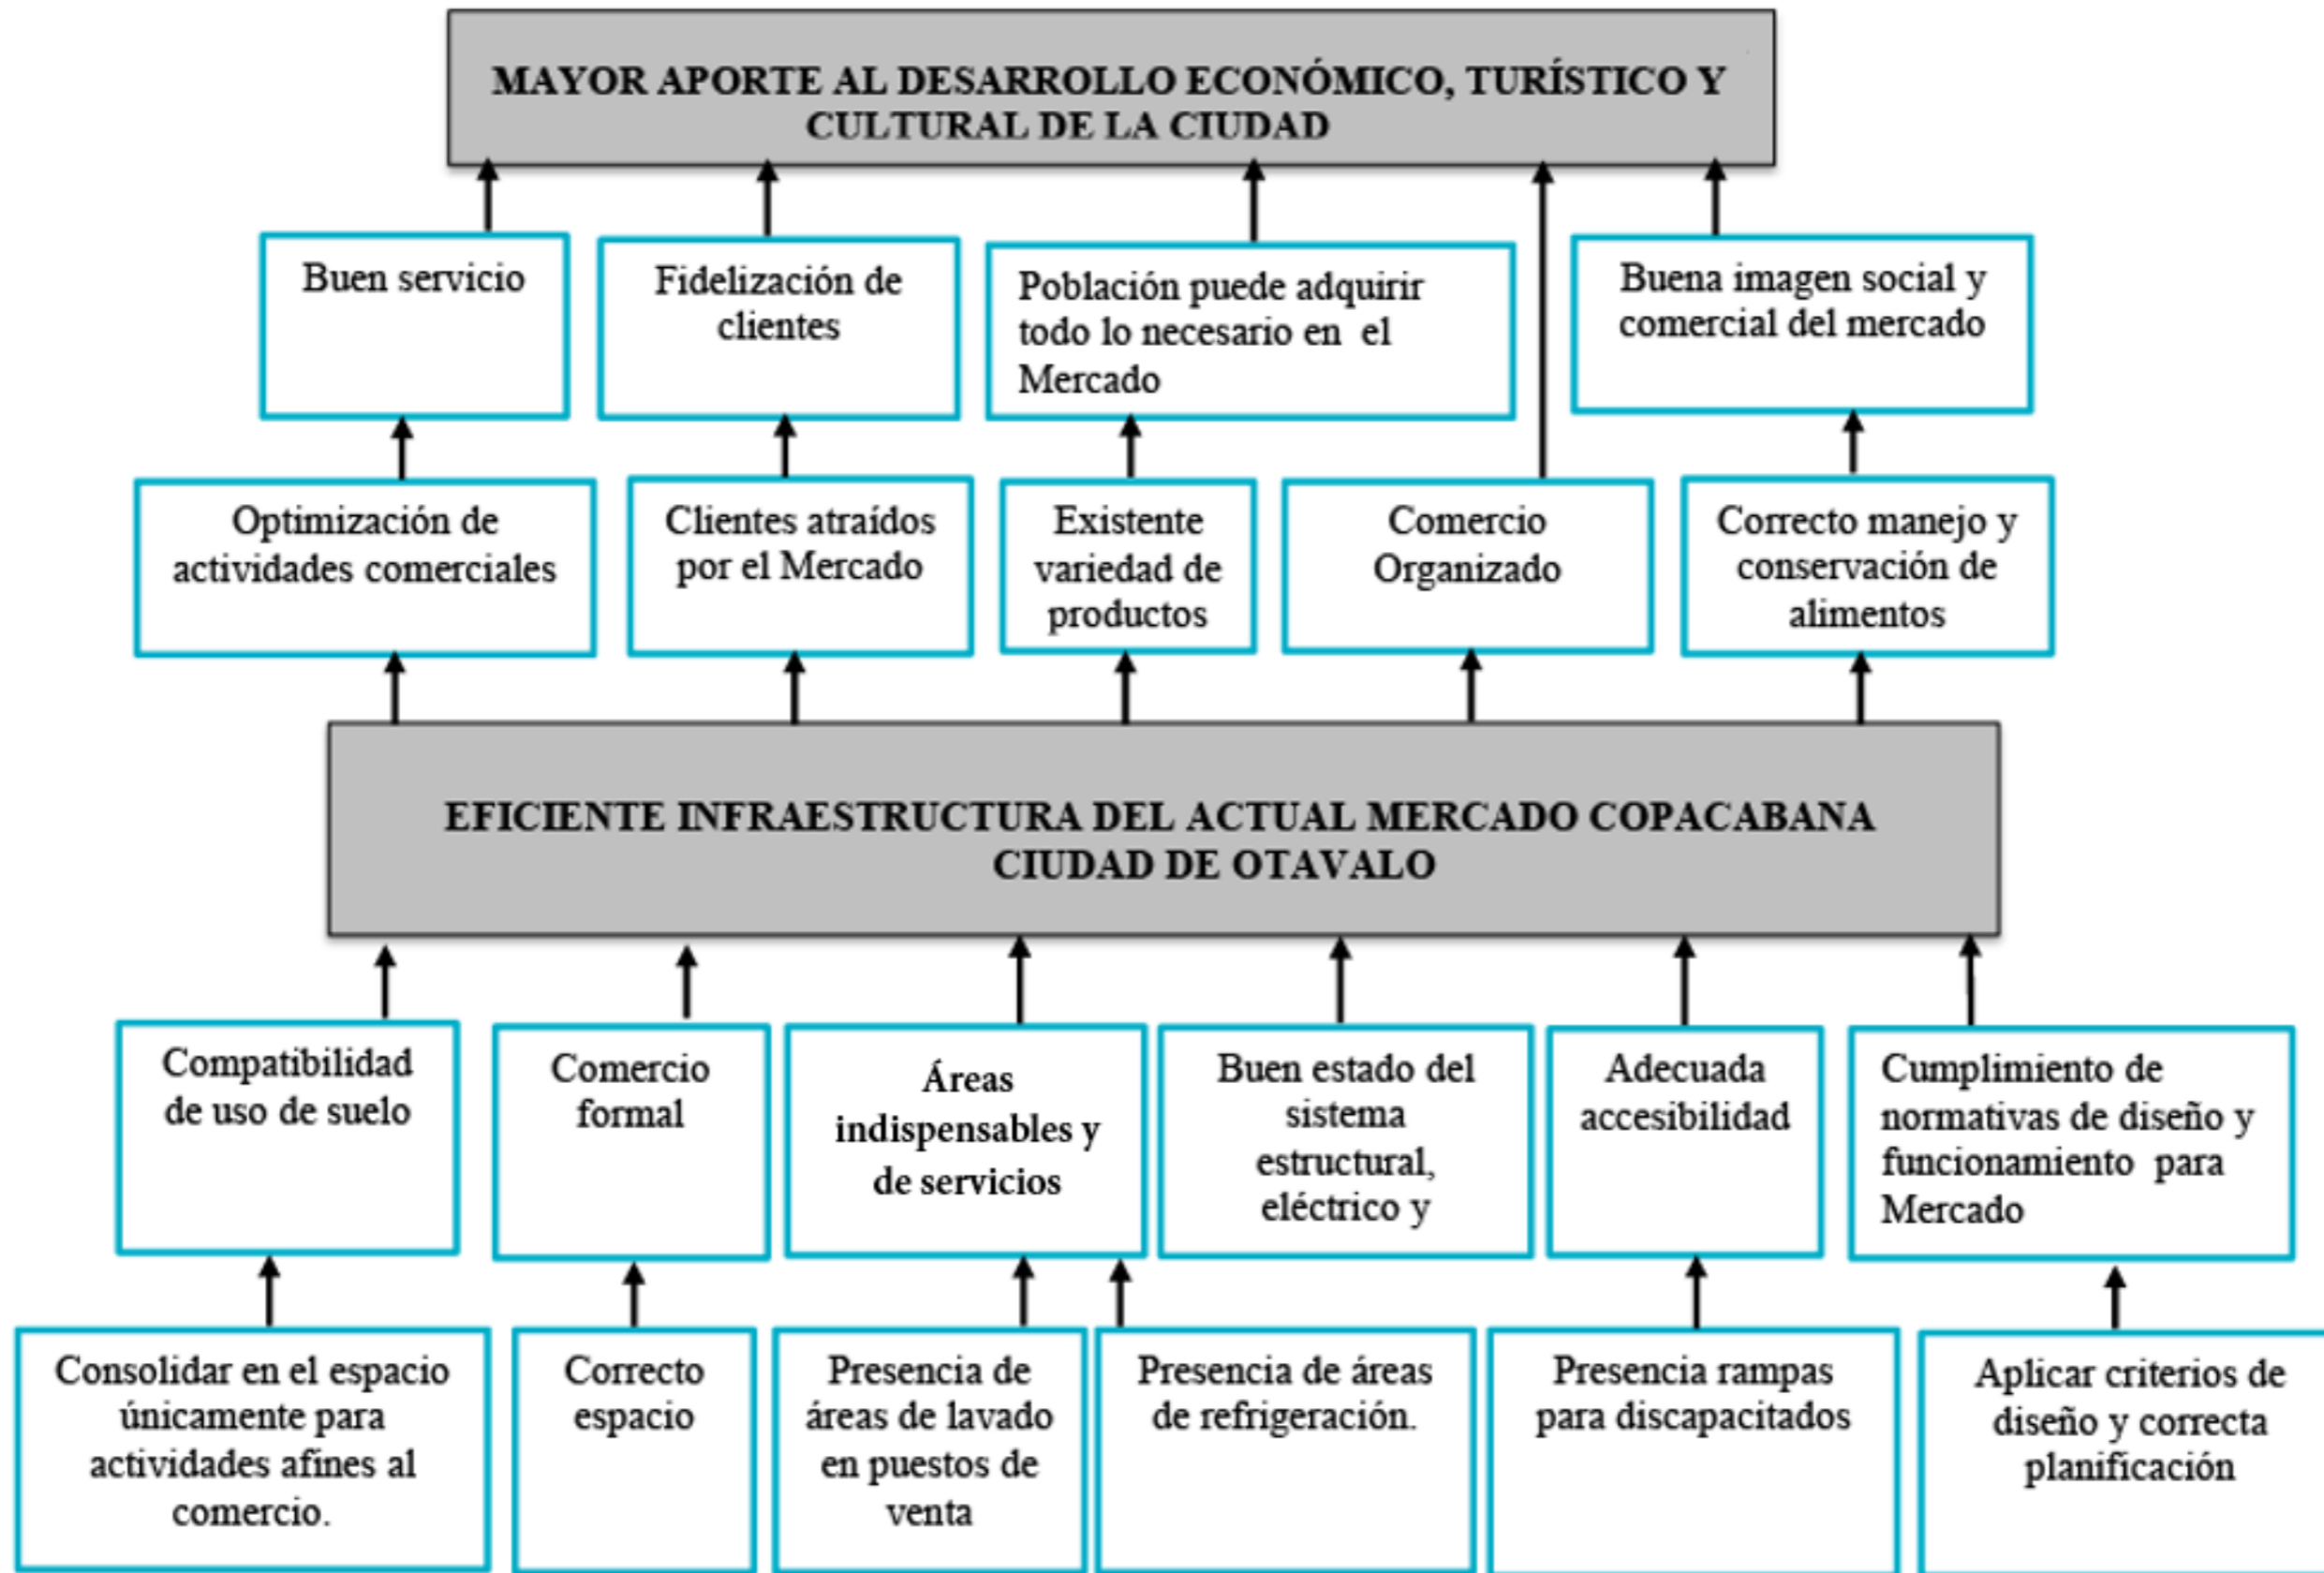 MAYOR APORTE AL DESARROLLO ECONÓMICO, TURÍSTICO Y
CULTURAL DE LA CIUDAD
Buen servicio
Fidelización de
clientes
Población puede adquirir
todo lo necesario en el
Mercado
Buena imagen social y
comercial del mercado
Optimización de
actividades comerciales
Clientes atraídos
por el Mercado
Existente
variedad de
productos
Comercio
Organizado
Correcto manejo y
conservación de
alimentos
EFICIENTE INFRAESTRUCTURA DEL ACTUAL MERCADO COPACABANA
CIUDAD DE OTAVALO
Compatibilidad
de uso de suelo
Comercio
formal
Áreas
indispensables y
de servicios
Buen estado del
sistema
estructural,
eléctrico y
Adecuada
accesibilidad
Cumplimiento de
normativas de diseño y
funcionamiento para
Mercado
Consolidar en el espacio
únicamente para
actividades afines al
comercio.
Correcto
espacio
Presencia de
áreas de lavado
en puestos de
venta
Presencia de áreas
de refrigeración.
Presencia rampas
para discapacitados
Aplicar criterios de
diseño y correcta
planificación